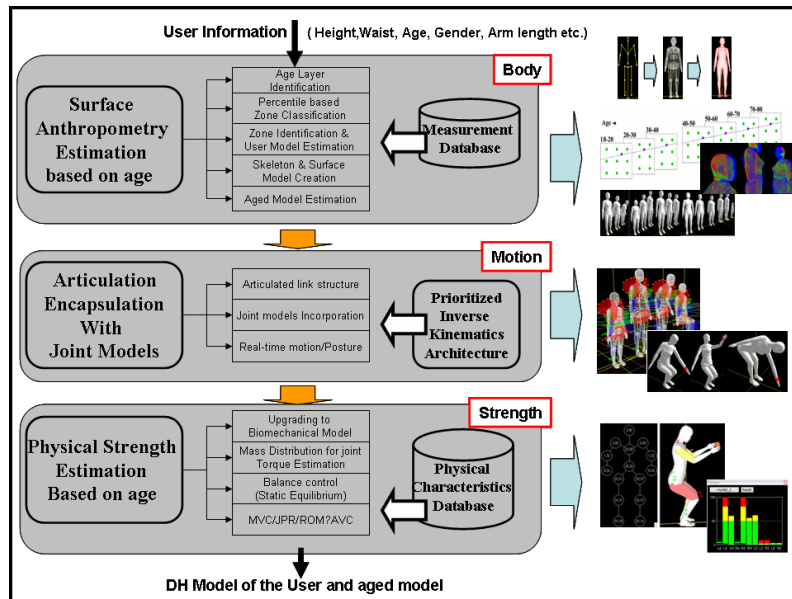 User Information
( Height,Waist, Age, Gender, Arm length etc.)
Body
Surface
Anthropometry
Estimation
based on age
Age Layer
Identification
Percentile based
Zone Classification
Zone Identification &
User Model Estimation
Skeleton & Surface
Model Creation
Aged Model Estimation
Measurement
Database
Age
18-20
20-30
30-40
40-50
50-60
60-70
70-80
Motion
Articulation
Encapsulation
With
Joint Models
Articulated link structure
Joint models Incorporation
Real-time motion/Posture
Prioritized
Inverse
Kinematics
Architecture
Strength
Physical Strength
Estimation
Based on age
Upgrading to
Biomechanical Model
Mass Distribution for joint
Torque Estimation
Balance control
(Static Equilibrium)
MVC/JPR/ROM?AVC
Physical
Characteristics
Database
DH Model of the User and aged model